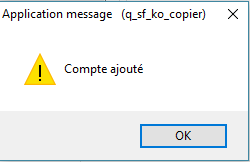 Application message (q_sf_ko_copier)
Compte ajouté
OK